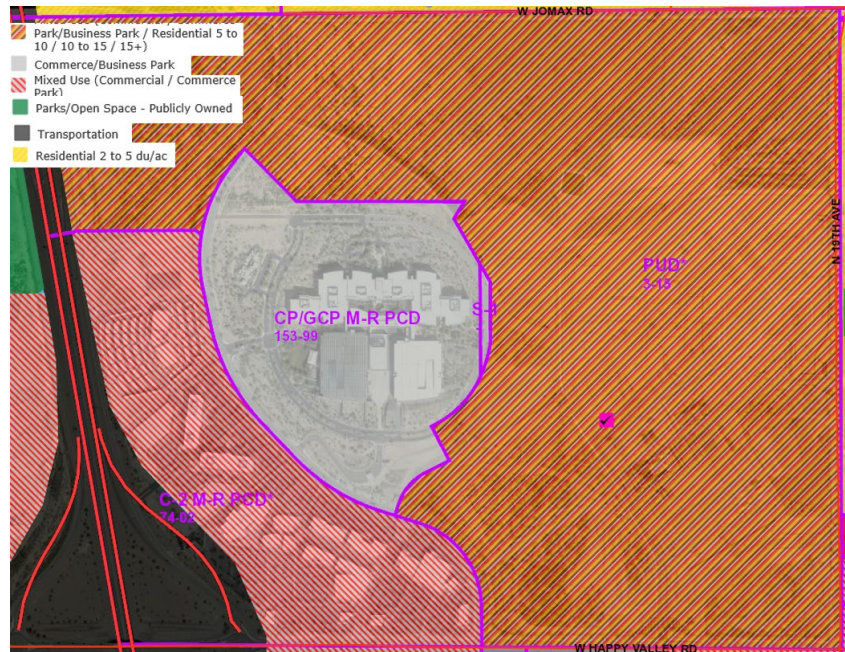 W JOMAX RD
Park/Business Park / Residential 5 to
10 / 10 to 15 / 15+)
Commerce/Business Park
Mixed Use (Commercial / Commerce
Park)
Parks/Open Space - Publicly Owned
Transportation
Residential 2 to 5 du/ac
N 19TH AVE
PUD*
3-15
S-1
CP/GCP M-R PCD
153-99
C-2 M-R PCD*
74-02
W HAPPY VALLEY RD